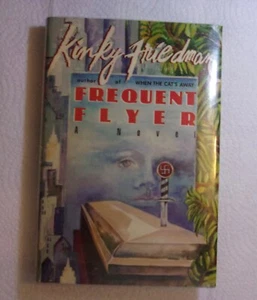 Kinky Friedman
author of WHEN THE CAT'S AWAY
FREQUENT
FLYER
A Novel